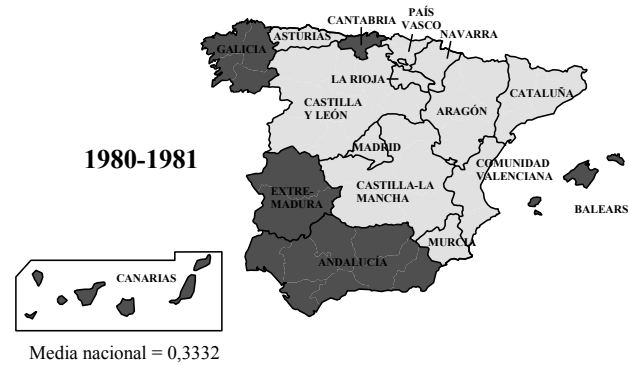 CANTABRIA
PAÍS
VASCO
ASTURIAS
NAVARRA
GALICIA
LA RIOJA
CATALUÑA
CASTILLA
Y LEÓN
ARAGÓN
1980-1981
MADRID
COMUNIDAD
VALENCIANA
EXTRE-
MADURA
CASTILLA-LA
MANCHA
BALEARS
MURCIA
ANDALUCÍA
CANARIAS
Media nacional = 0,3332